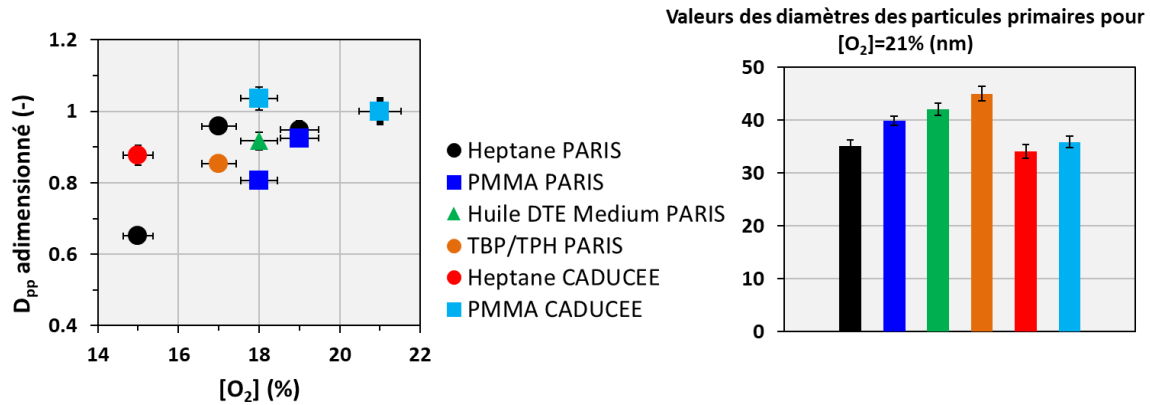 1.2
1
0.8
0.6
0.4
14
16
18
20
22
D_pp adimensionné (-)
[O₂] (%)
Heptane PARIS
PMMA PARIS
Huile DTE Medium PARIS
TBP/TPH PARIS
Heptane CADUCEE
PMMA CADUCEE
Valeurs des diamètres des particules primaires pour
[O₂]=21% (nm)
50
40
30
20
10
0